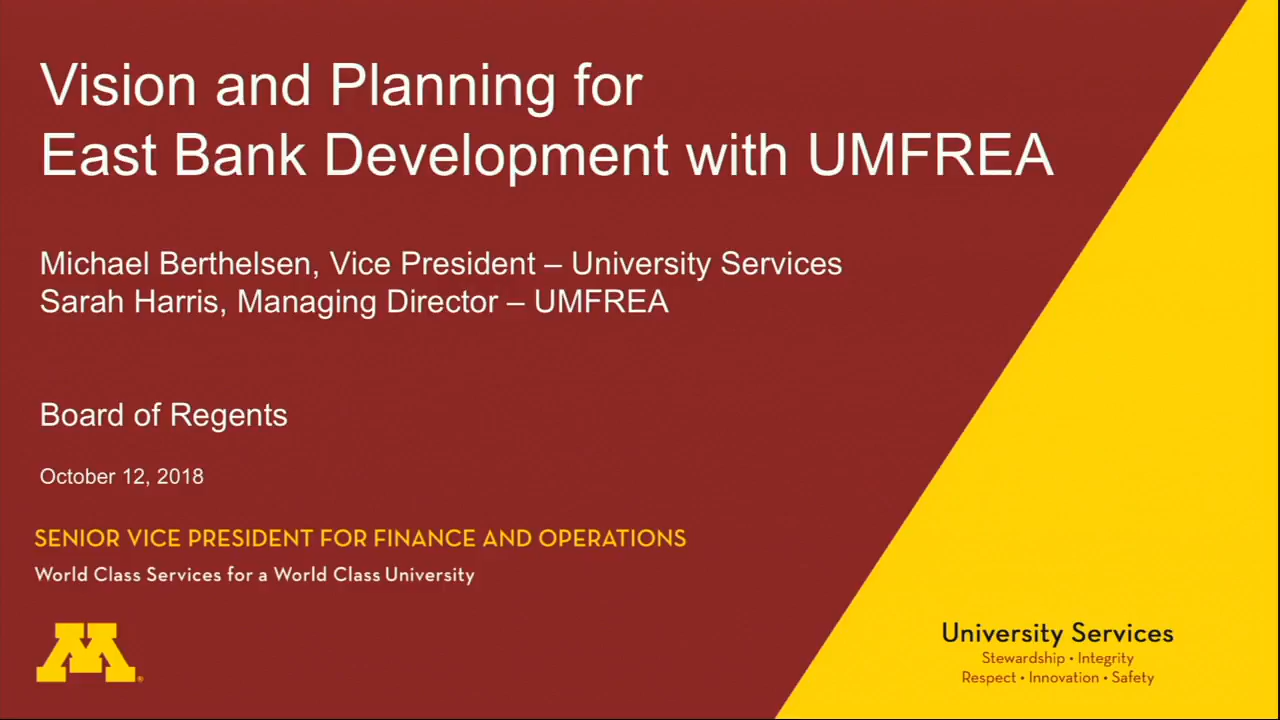 Vision and Planning for
East Bank Development with UMFREA
Michael Berthelsen, Vice President – University Services
Sarah Harris, Managing Director – UMFREA
Board of Regents
October 12, 2018
SENIOR VICE PRESIDENT FOR FINANCE AND OPERATIONS
World Class Services for a World Class University
M®
University Services
Stewardship • Integrity
Respect • Innovation • Safety